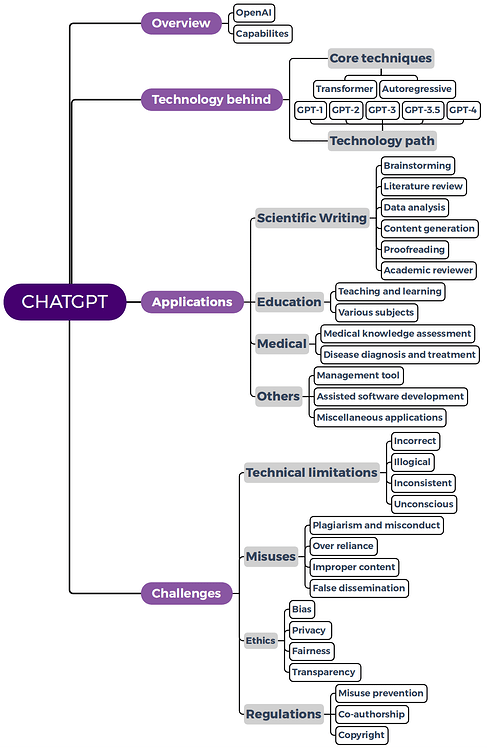 Overview
OpenAI
Capabilites
Technology behind
Core techniques
Transformer
Autoregressive
GPT-1
GPT-2
GPT-3
GPT-3.5
GPT-4
Technology path
CHATGPT
Applications
Scientific Writing
Brainstorming
Literature review
Data analysis
Content generation
Proofreading
Academic reviewer
Education
Teaching and learning
Various subjects
Medical
Medical knowledge assessment
Disease diagnosis and treatment
Others
Management tool
Assisted software development
Miscellaneous applications
Challenges
Technical limitations
Incorrect
Illogical
Inconsistent
Unconscious
Misuses
Plagiarism and misconduct
Over reliance
Improper content
False dissemination
Ethics
Bias
Privacy
Fairness
Transparency
Regulations
Misuse prevention
Co-authorship
Copyright